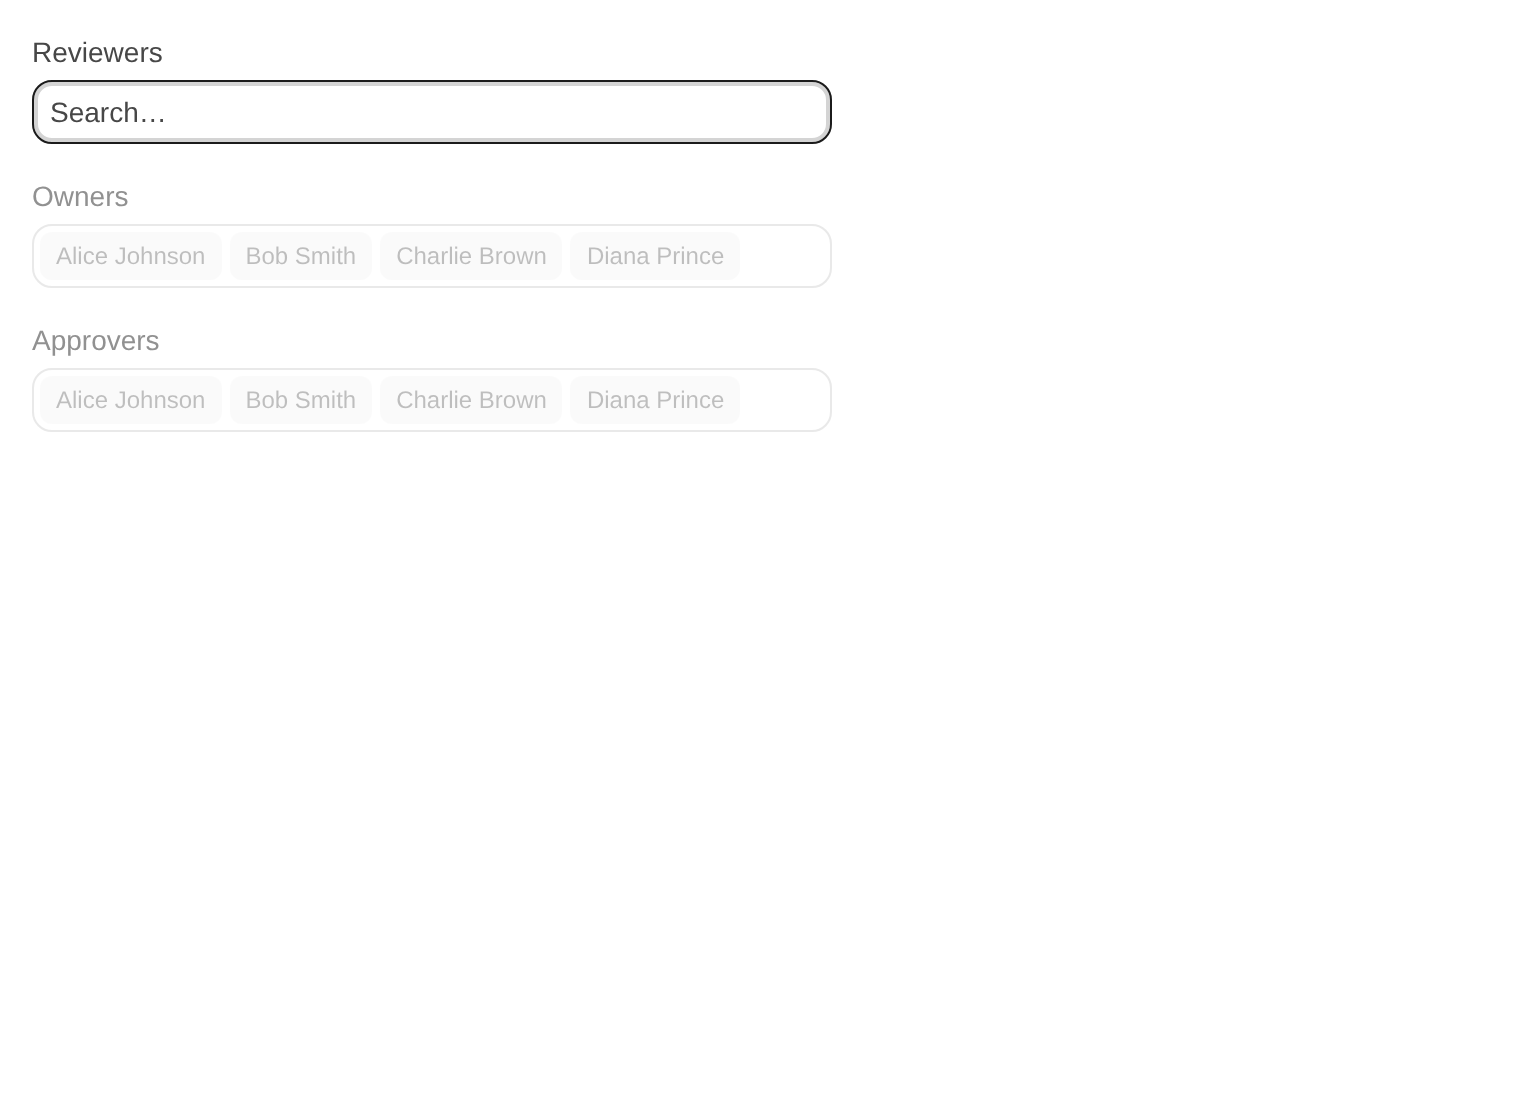 Reviewers
Search…
Owners
Alice Johnson Bob Smith Charlie Brown Diana Prince
Approvers
Alice Johnson Bob Smith Charlie Brown Diana Prince